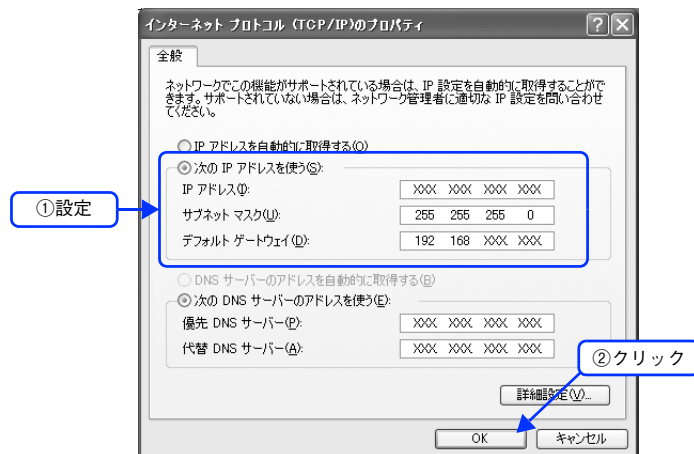 インターネット プロトコル (TCP/IP)のプロパティ
全般
ネットワークでこの機能がサポートされている場合は、IP 設定を自動的に取得することがで
きます。サポートされていない場合は、ネットワーク管理者に適切な IP 設定を問い合わせ
てください。
IP アドレスを自動的に取得する(O)
次の IP アドレスを使う(S):
IP アドレス(I): XXX XXX XXX XXX
①設定
サブネット マスク(U): 255 255 255 0
デフォルト ゲートウェイ(D): 192 168 XXX XXX
DNS サーバーのアドレスを自動的に取得する(B)
次の DNS サーバーのアドレスを使う(E):
優先 DNS サーバー(P): XXX XXX XXX XXX
代替 DNS サーバー(A): XXX XXX XXX XXX
②クリック
詳細設定(V)...
OK キャンセル